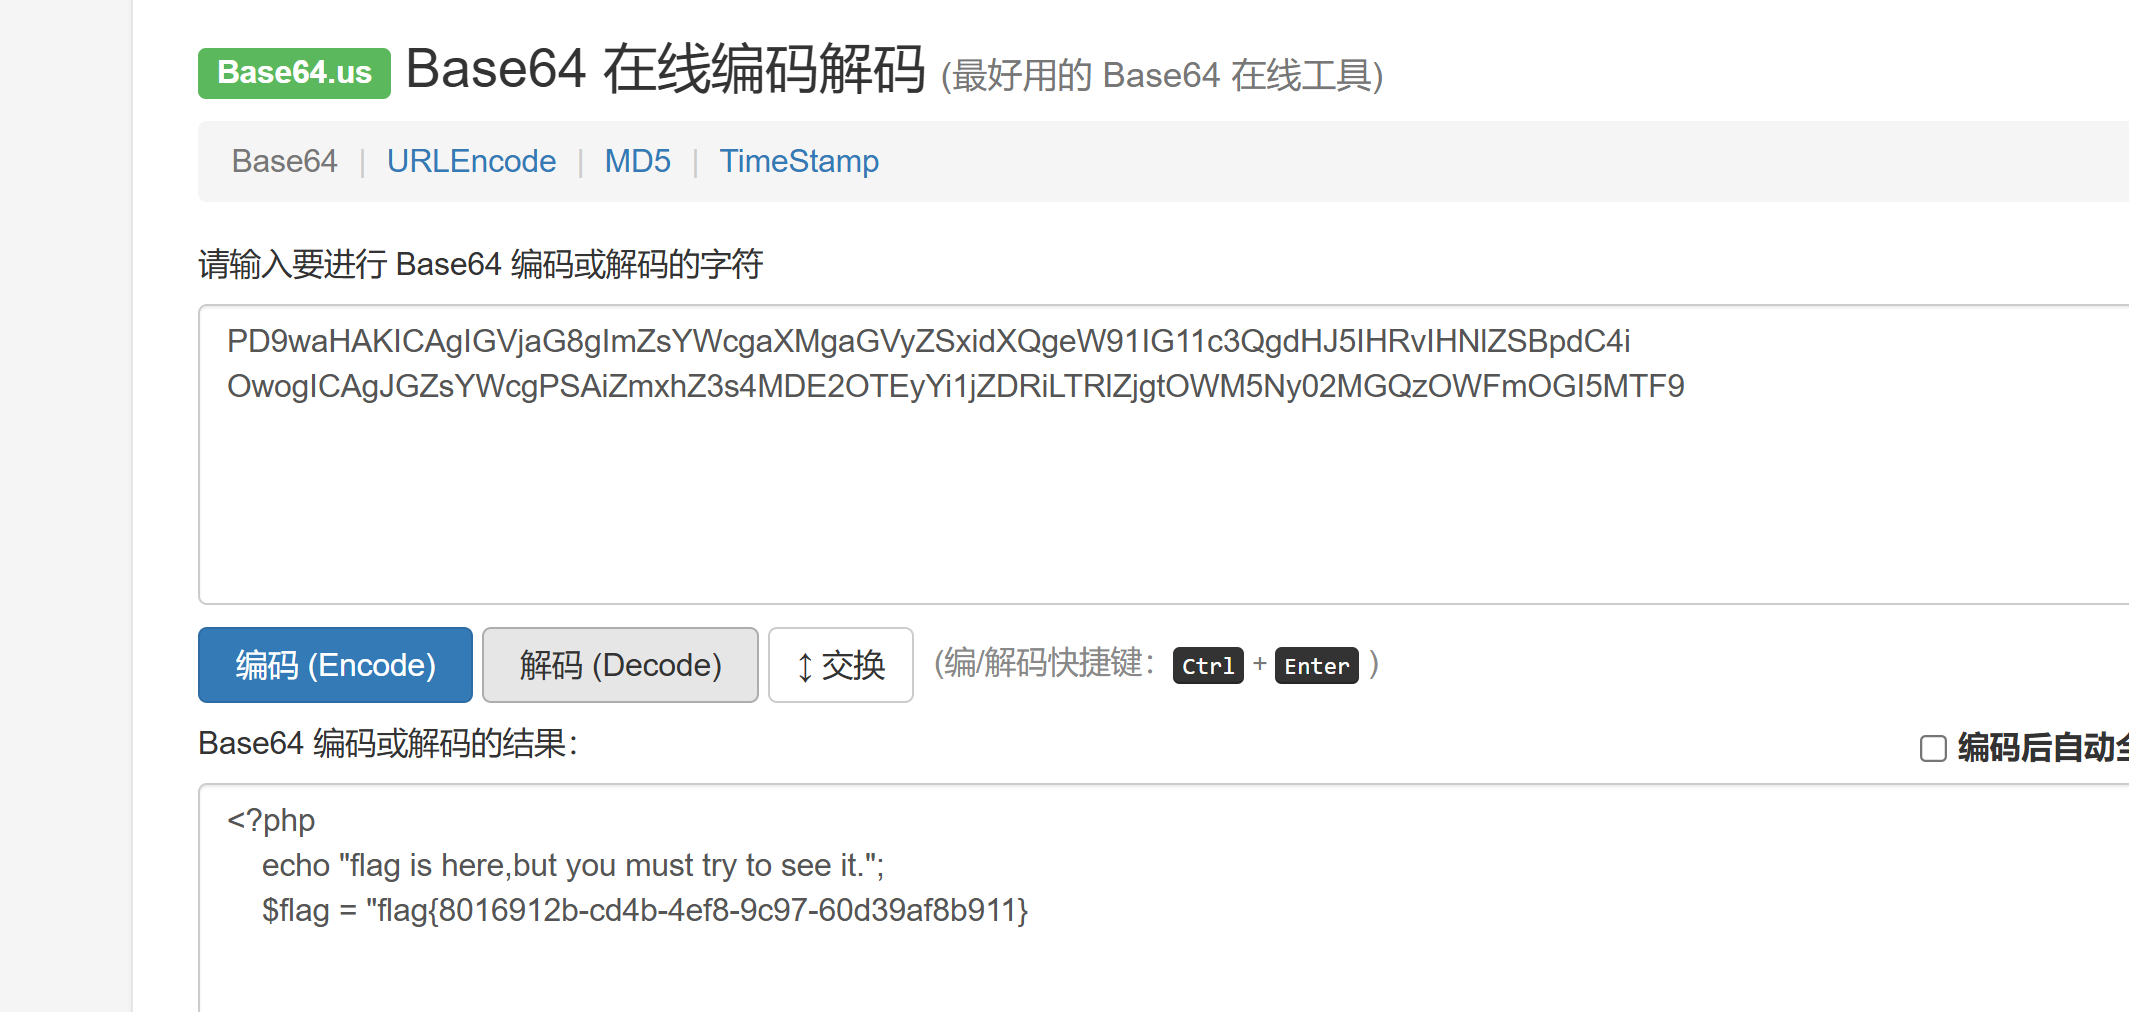 Base64.us Base64 在线编码解码 (最好用的 Base64 在线工具)
Base64 | URLEncode | MD5 | TimeStamp
请输入要进行 Base64 编码或解码的字符
PD9waHAKICAgIGVjaG8gImZsYWcgaXMgaGVyZSxidXQgeW91IG11c3QgdHJ5IHRvIHNlZSBpdC4i
OwogICAgJGZsYWcgPSAiZmxhZ3s4MDE2OTEyYi1jZDRiLTRlZjgtOWM5Ny02MGQzOWFmOGI5MTF9
编码 (Encode) 解码 (Decode) ↕ 交换 (编/解码快捷键： Ctrl + Enter )
Base64 编码或解码的结果：
编码后自动全
<?php
    echo "flag is here,but you must try to see it.";
    $flag = "flag{8016912b-cd4b-4ef8-9c97-60d39af8b911}